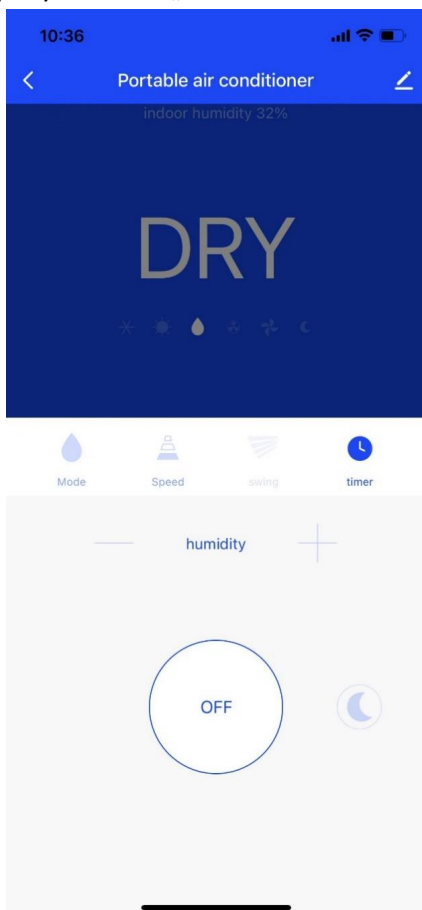 10:36
Portable air conditioner
indoor humidity 32%
DRY
Mode Speed swing timer
humidity
OFF